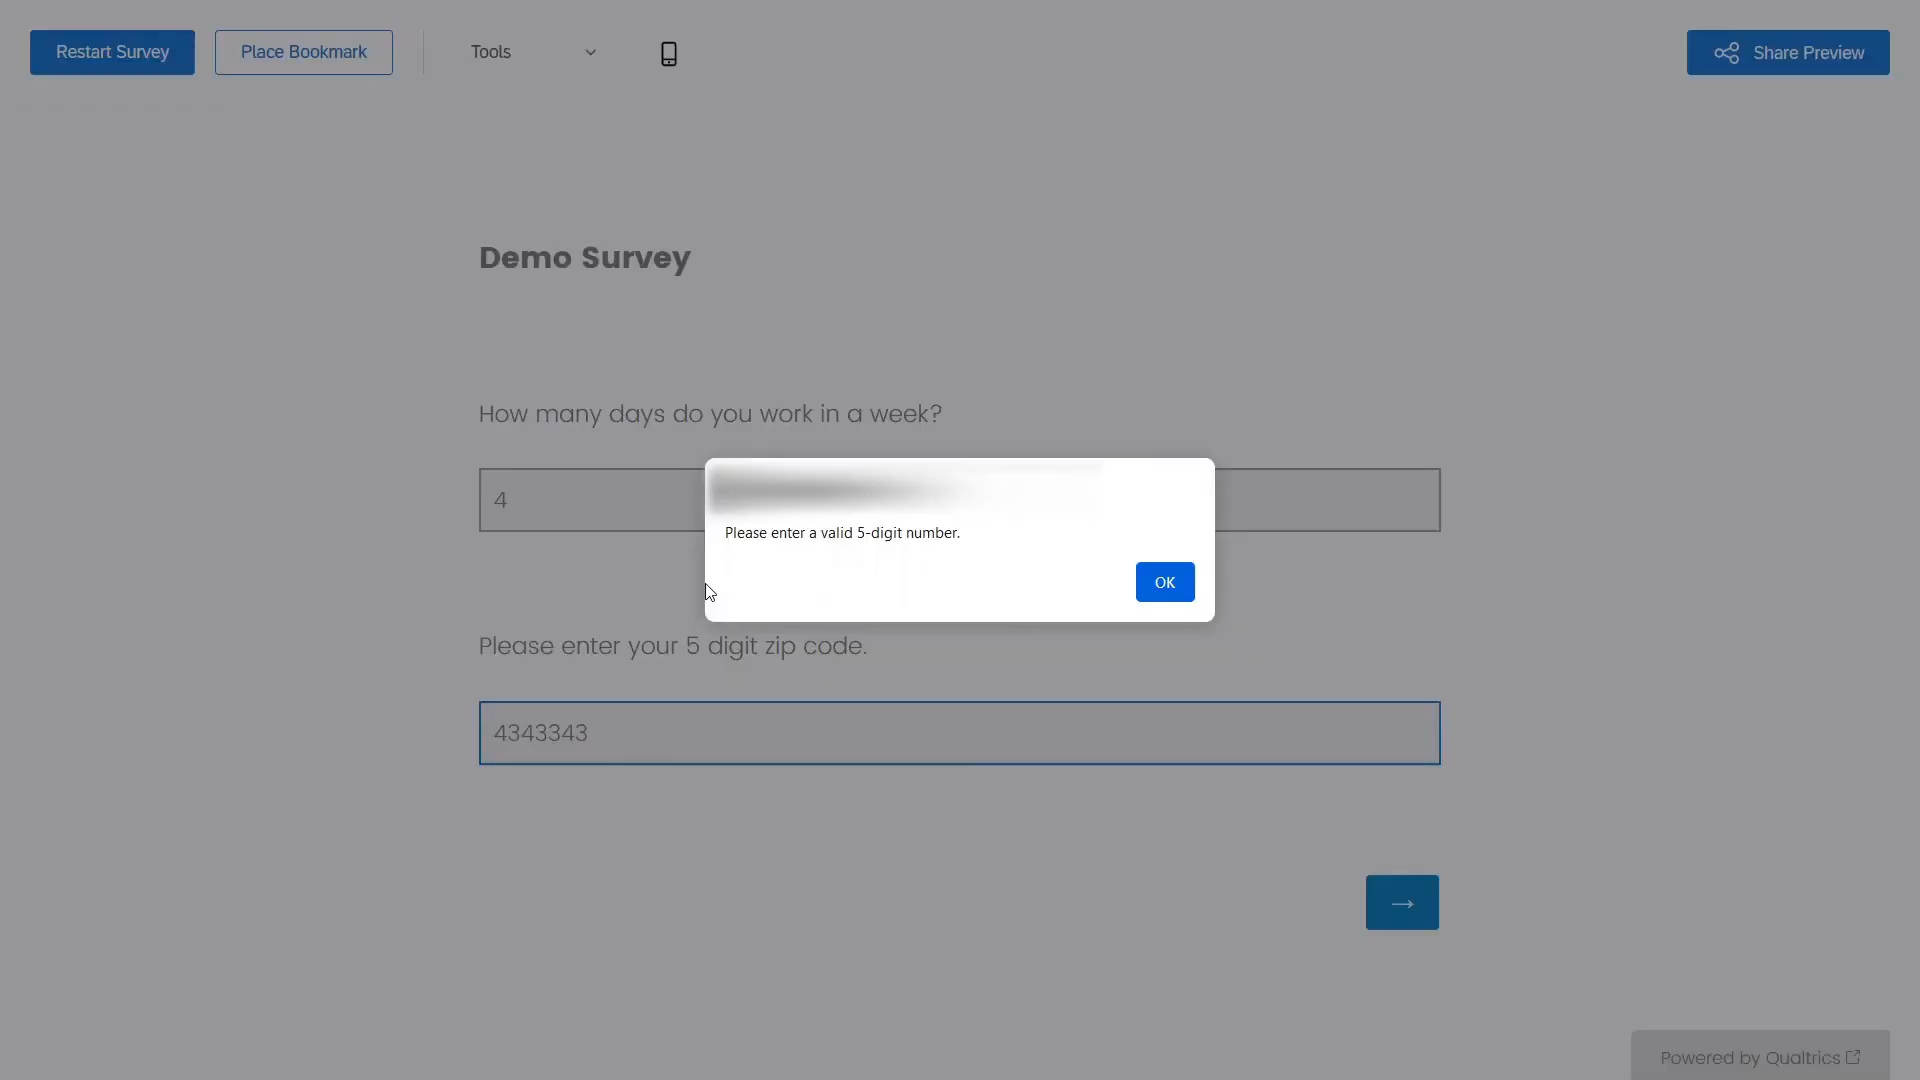 Restart Survey
Place Bookmark
Tools
Share Preview
Demo Survey
How many days do you work in a week?
4
Please enter a valid 5-digit number.
OK
Please enter your 5 digit zip code.
4343343
→
Powered by Qualtrics